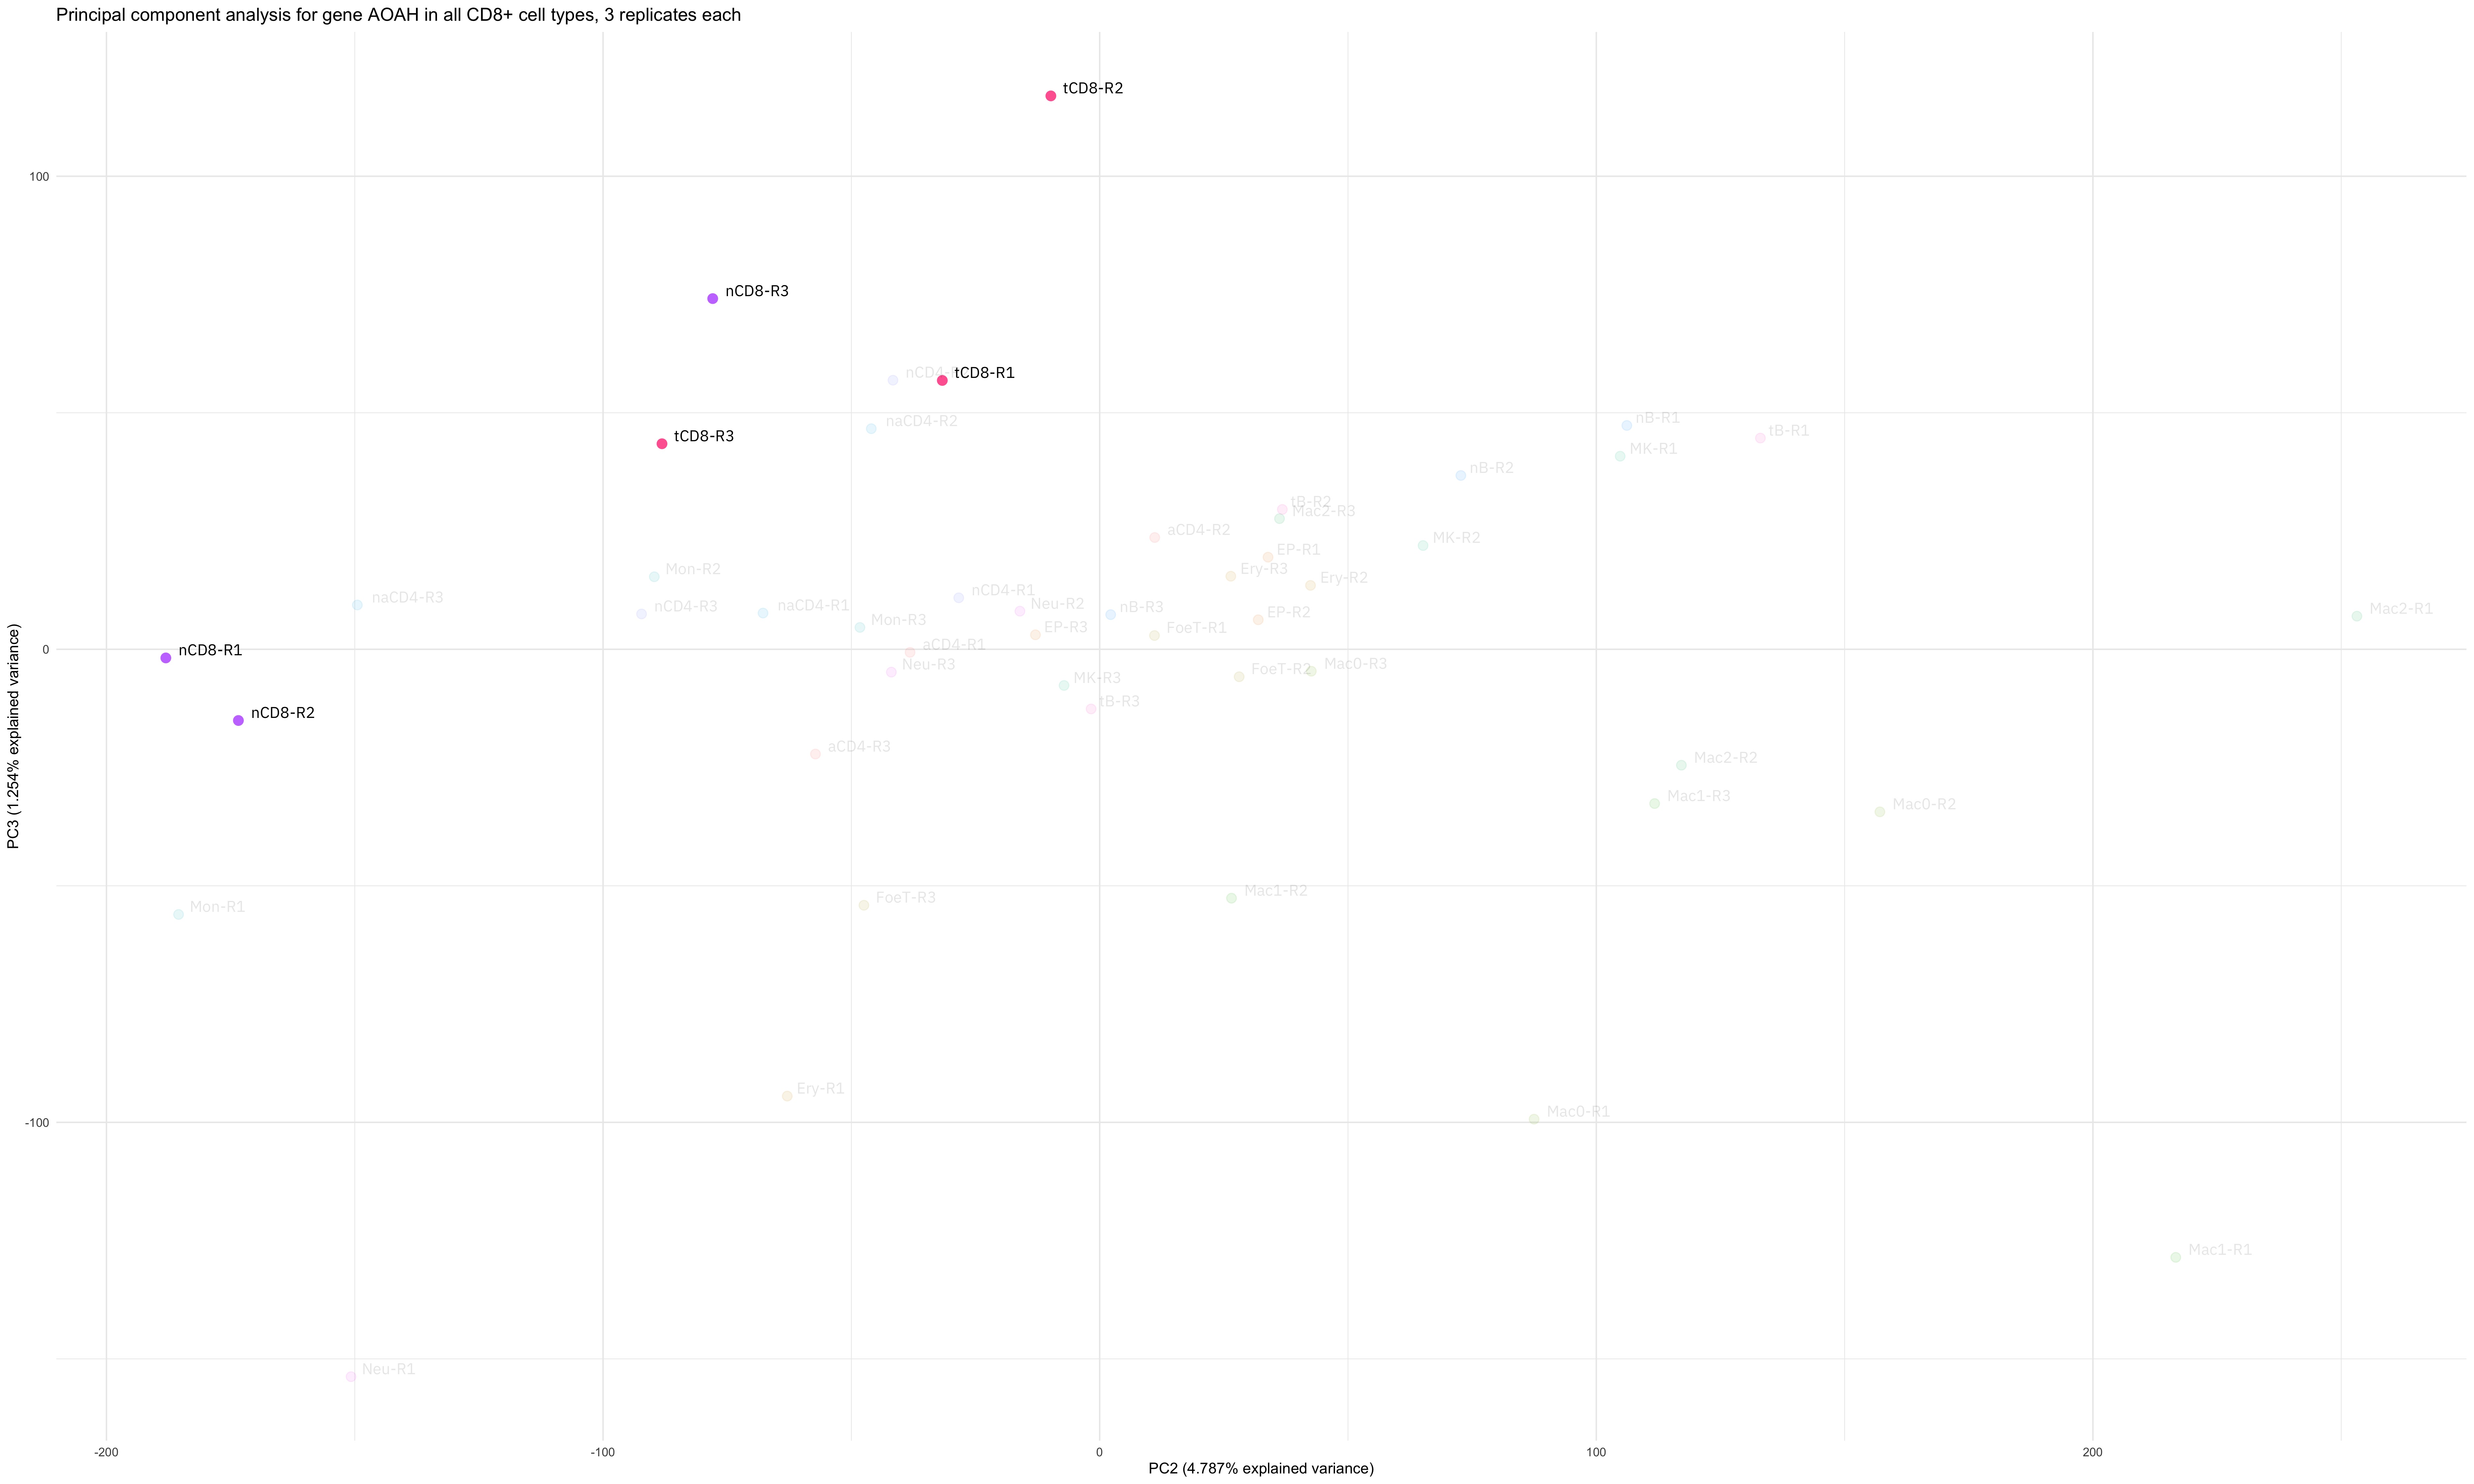 Principal component analysis for gene AOAH in all CD8+ cell types, 3 replicates each
tCD8-R2
100
nCD8-R3
nCD4-
tCD8-R1
naCD4-R2
tCD8-R3
nB-R1
tB-R1
MK-R1
nB-R2
tB-R2
Mac2-R3
aCD4-R2
MK-R2
EP-R1
Mon-R2
Ery-R3
Ery-R2
naCD4-R3
nCD4-R3
naCD4-R1
nCD4-R1
Neu-R2
nB-R3
EP-R2
Mac2-R1
Mon-R3
EP-R3
FoeT-R1
0
nCD8-R1
aCD4-R1
Neu-R3
FoeT-R2
Mac0-R3
MK-R3
tB-R3
nCD8-R2
aCD4-R3
Mac2-R2
Mac1-R3
Mac0-R2
PC3 (1.254% explained variance)
Mon-R1
FoeT-R3
Mac1-R2
Ery-R1
-100
Mac0-R1
Mac1-R1
Neu-R1
-200
-100
0
100
200
PC2 (4.787% explained variance)